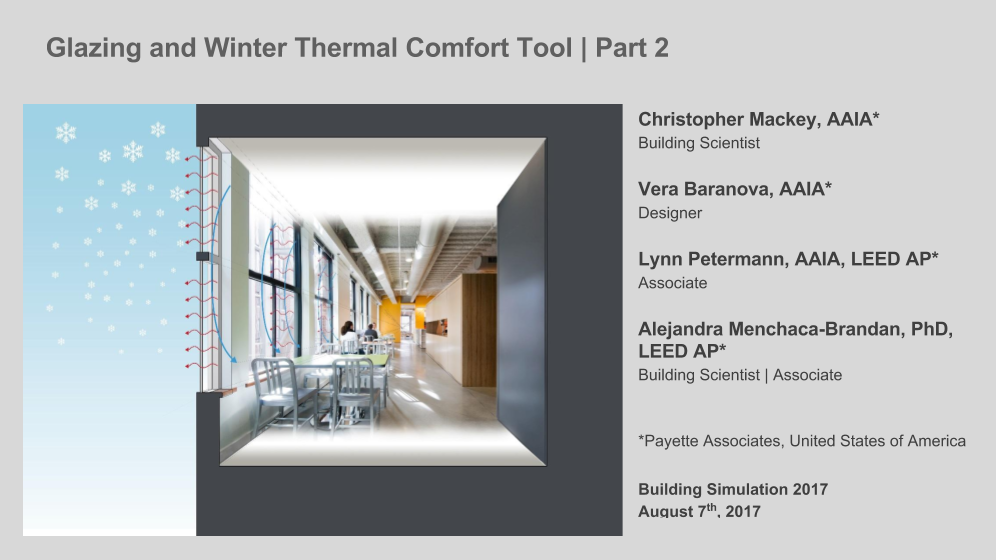 Glazing and Winter Thermal Comfort Tool | Part 2
Christopher Mackey, AAIA*
Building Scientist
Vera Baranova, AAIA*
Designer
Lynn Petermann, AAIA, LEED AP*
Associate
Alejandra Menchaca-Brandan, PhD,
LEED AP*
Building Scientist | Associate
*Payette Associates, United States of America
Building Simulation 2017
August 7th, 2017